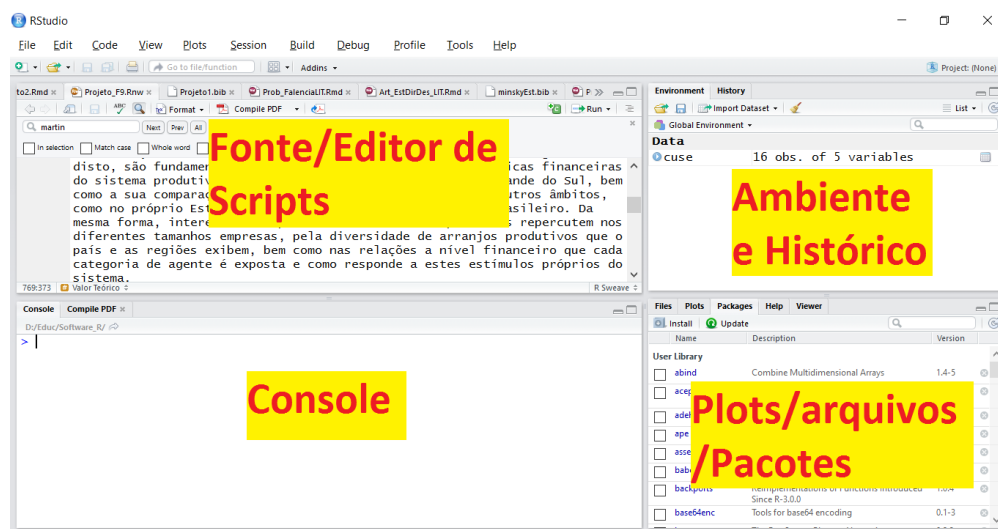 RStudio
File Edit Code View Plots Session Build Debug Profile Tools Help
Go to file/function Addins Project: (None)
to2.Rmd Projeto_F9.Rnw Projeto1.bib Prob_FalenciaLIT.Rmd Art_EstDirDes_LIT.Rmd minskyEst.bib
Format Compile PDF Run
martin Next Prev All
In selection Match case Whole word
Fonte/Editor de
Scripts
disto, são icas financeiras
do sistema ande do Sul, bem
como a sua utros âmbitos,
como no próprio
mesma forma, repercutem nos
diferentes tamanhos empresas, pela diversidade de arranjos produtivos que o
país e as regiões exibem, bem como nas relações a nível financeiro que cada
categoria de agente é exposta e como responde a estes estímulos próprios do
sistema.
769:373 Valor Teórico R Sweave
Environment History
Import Dataset List
Global Environment
Data
cuse 16 obs. of 5 variables
Ambiente
e Histórico
Console Compile PDF
D:/Educ/Software_R/
>
Console
Files Plots Packages Help Viewer
Install Update
Name Description Version
User Library
abind Combine Multidimensional Arrays 1.4-5
ape
backports Reimplementations of Functions Introduced
Since R-3.0.0
base64enc Tools for base64 encoding 0.1-3
Plots/arquivos
/Pacotes